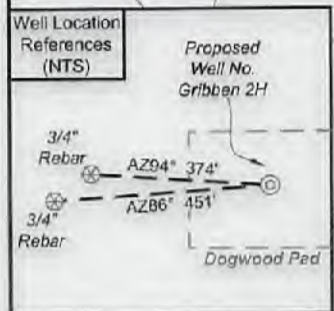 Well Location
References
(NTS)
Proposed
Well No.
Gribben 2H
3/4"
Rebar
AZ94° 374'
AZ86° 451'
3/4"
Rebar
Dogwood Pad